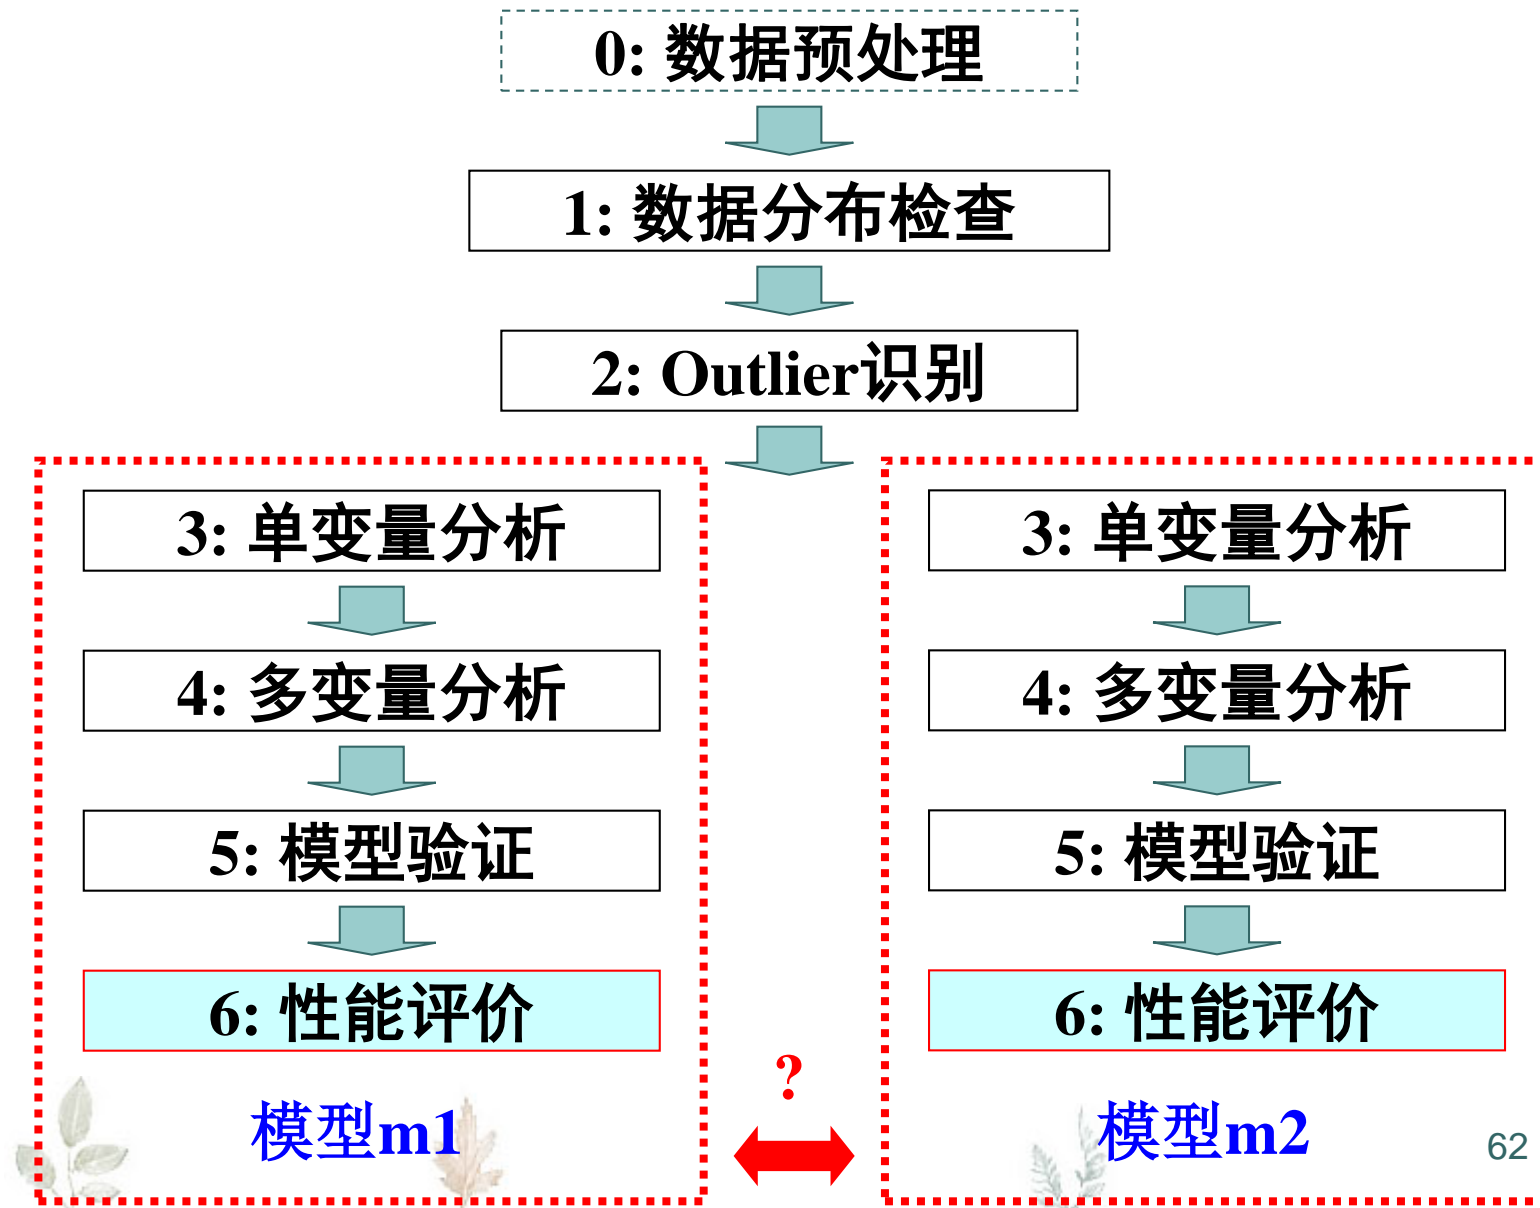 0: 数据预处理
1: 数据分布检查
2: Outlier识别
3: 单变量分析
4: 多变量分析
5: 模型验证
6: 性能评价
模型m1
?
3: 单变量分析
4: 多变量分析
5: 模型验证
6: 性能评价
模型m2
62